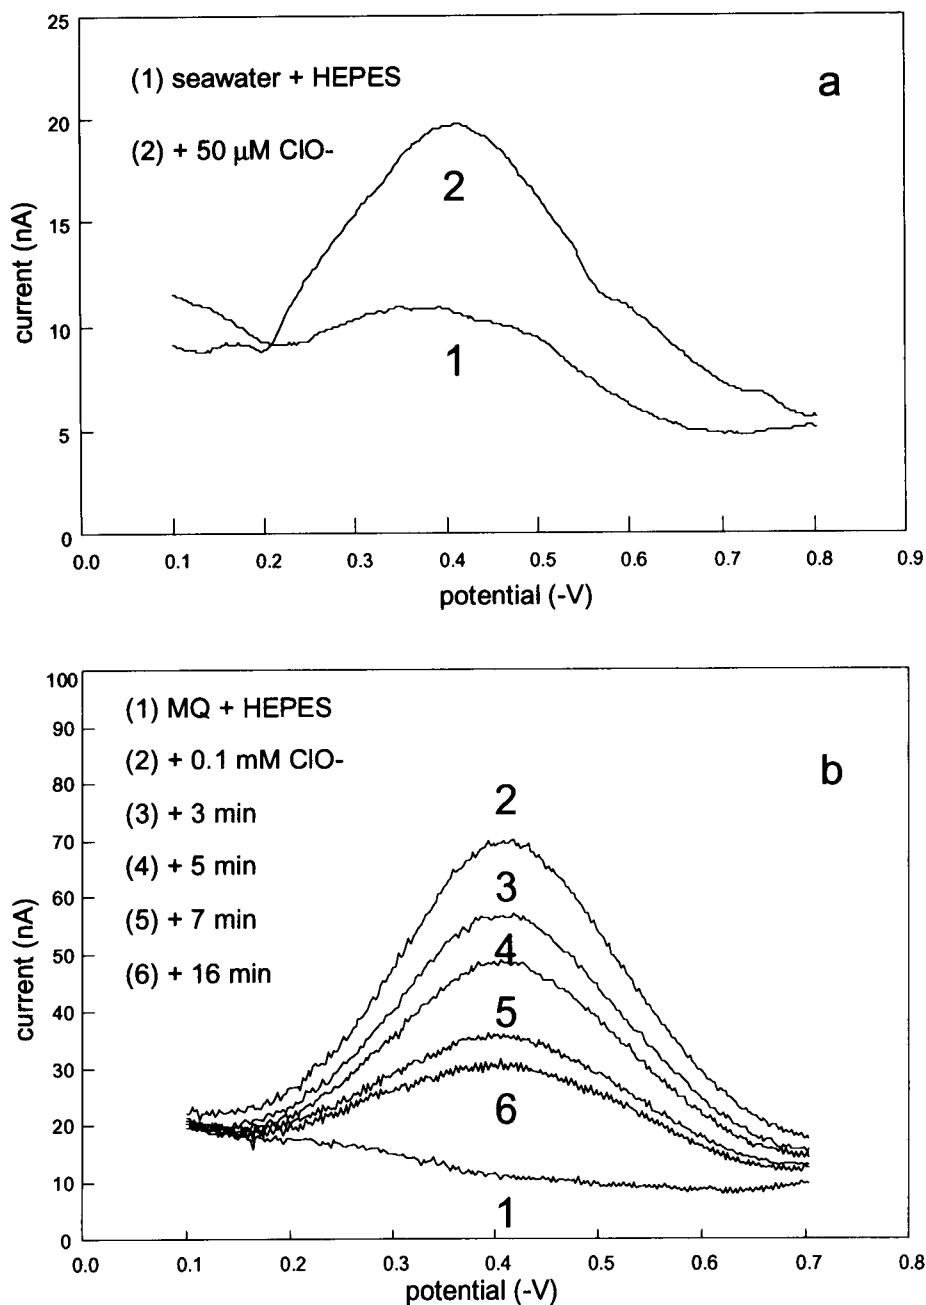 25
(1) seawater + HEPES
a
20
(2) + 50 µM ClO-
2
15
current (nA)
10
1
5
0
0.0 0.1 0.2 0.3 0.4 0.5 0.6 0.7 0.8 0.9
potential (-V)
100
(1) MQ + HEPES
90
(2) + 0.1 mM ClO-
b
80
2
(3) + 3 min
70
3
(4) + 5 min
60
4
(5) + 7 min
50
(6) + 16 min
current (nA)
5
40
30
6
20
10
1
0
0.0 0.1 0.2 0.3 0.4 0.5 0.6 0.7 0.8
potential (-V)